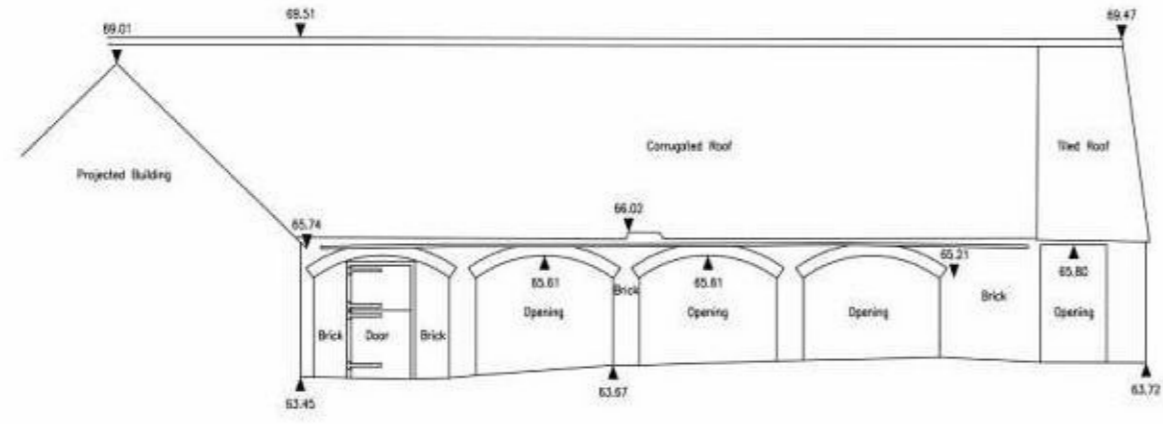 69.01
69.51
69.47
Corrugated Roof
Tiled Roof
Projected Building
66.02
65.74
65.21
65.61
Brick
65.61
65.80
Brick
Opening
Opening
Opening
Opening
Brick
Door
Brick
63.45
63.67
63.72